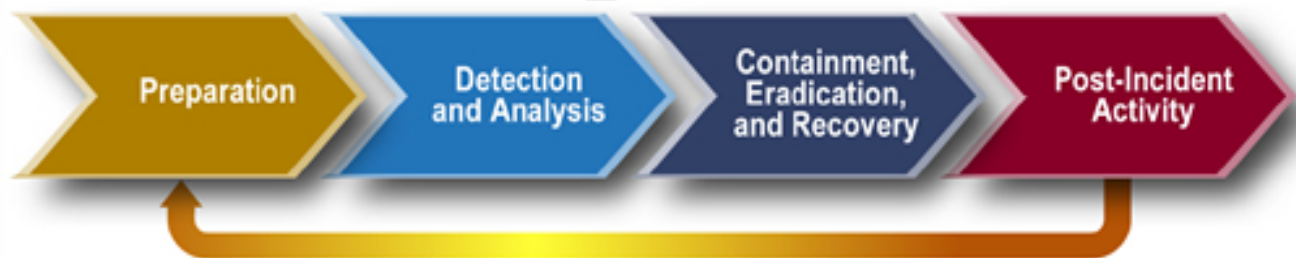 Preparation
Detection
and Analysis
Containment,
Eradication,
and Recovery
Post-Incident
Activity